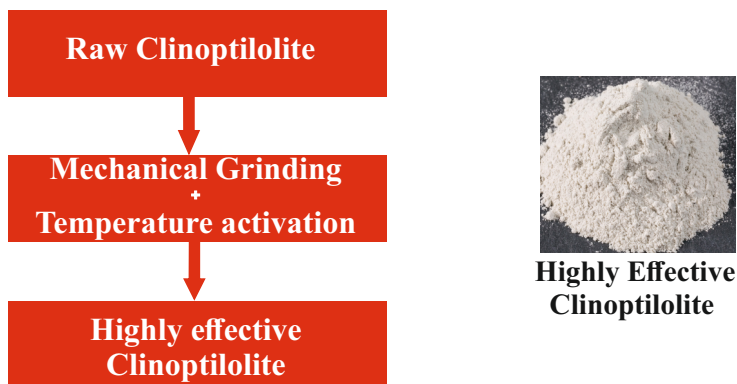 Raw Clinoptilolite
Mechanical Grinding
+
Temperature activation
Highly effective
Clinoptilolite
Highly Effective
Clinoptilolite